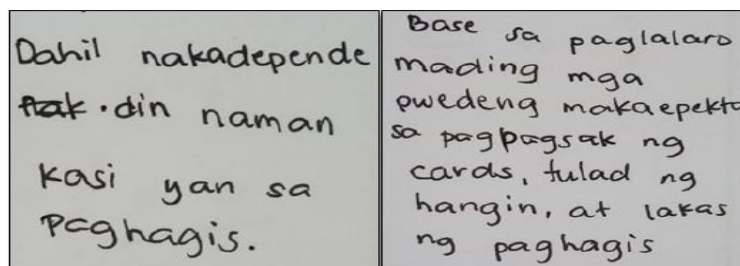 Dahil nakadepende
din naman
kasi yan sa
paghagis.
Base sa paglalaro
mading mga
pwedeng makaepekto
sa pagbagsak ng
cards, tulad ng
hangin, at lakas
ng paghagis